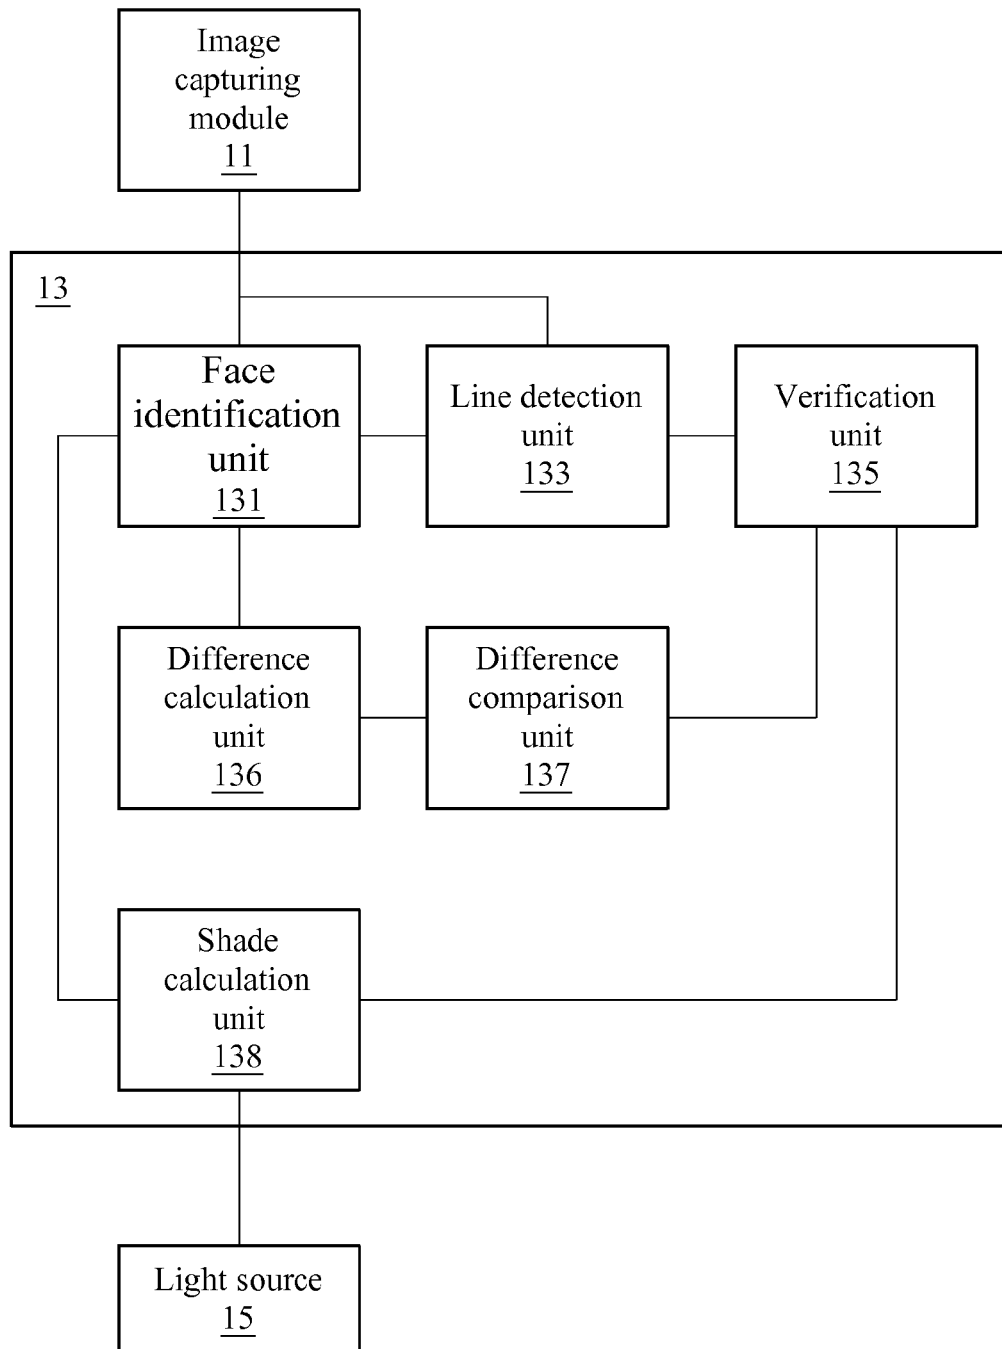 Image
capturing
module
11
13
Face
identification
unit
131
Line detection
unit
133
Verification
unit
135
Difference
calculation
unit
136
Difference
comparison
unit
137
Shade
calculation
unit
138
Light source
15